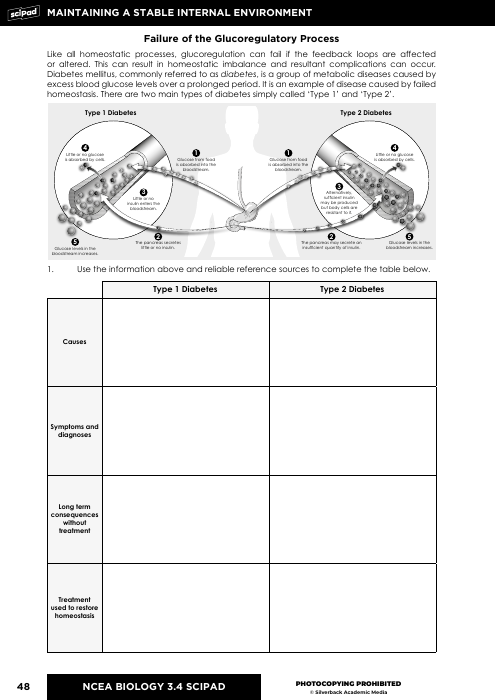 scipad MAINTAINING A STABLE INTERNAL ENVIRONMENT
Failure of the Glucoregulatory Process
Like all homeostatic processes, glucoregulation can fail if the feedback loops are affected
or altered. This can result in homeostatic imbalance and resultant complications can occur.
Diabetes mellitus, commonly referred to as diabetes, is a group of metabolic diseases caused by
excess blood glucose levels over a prolonged period. It is an example of disease caused by failed
homeostasis. There are two main types of diabetes simply called ‘Type 1’ and ‘Type 2’.
Type 1 Diabetes
4
Little or no glucose
is absorbed by cells.
1
Glucose from food
is absorbed into the
bloodstream.
3
Little or no
insulin enters the
bloodstream.
2
The pancreas secretes
little or no insulin.
5
Glucose levels in the
bloodstream increases.
Type 2 Diabetes
1
Glucose from food
is absorbed into the
bloodstream.
4
Little or no glucose
is absorbed by cells.
3
Alternatively,
sufficient insulin
may be produced
but body cells are
resistant to it.
2
The pancreas may secrete an
insufficient quantity of insulin.
5
Glucose levels in the
bloodstream increases.
1. Use the information above and reliable reference sources to complete the table below.
Type 1 Diabetes
Type 2 Diabetes
Causes
Symptoms and
diagnoses
Long term
consequences
without
treatment
Treatment
used to restore
homeostasis
48
NCEA BIOLOGY 3.4 SCIPAD
PHOTOCOPYING PROHIBITED
© Silverback Academic Media